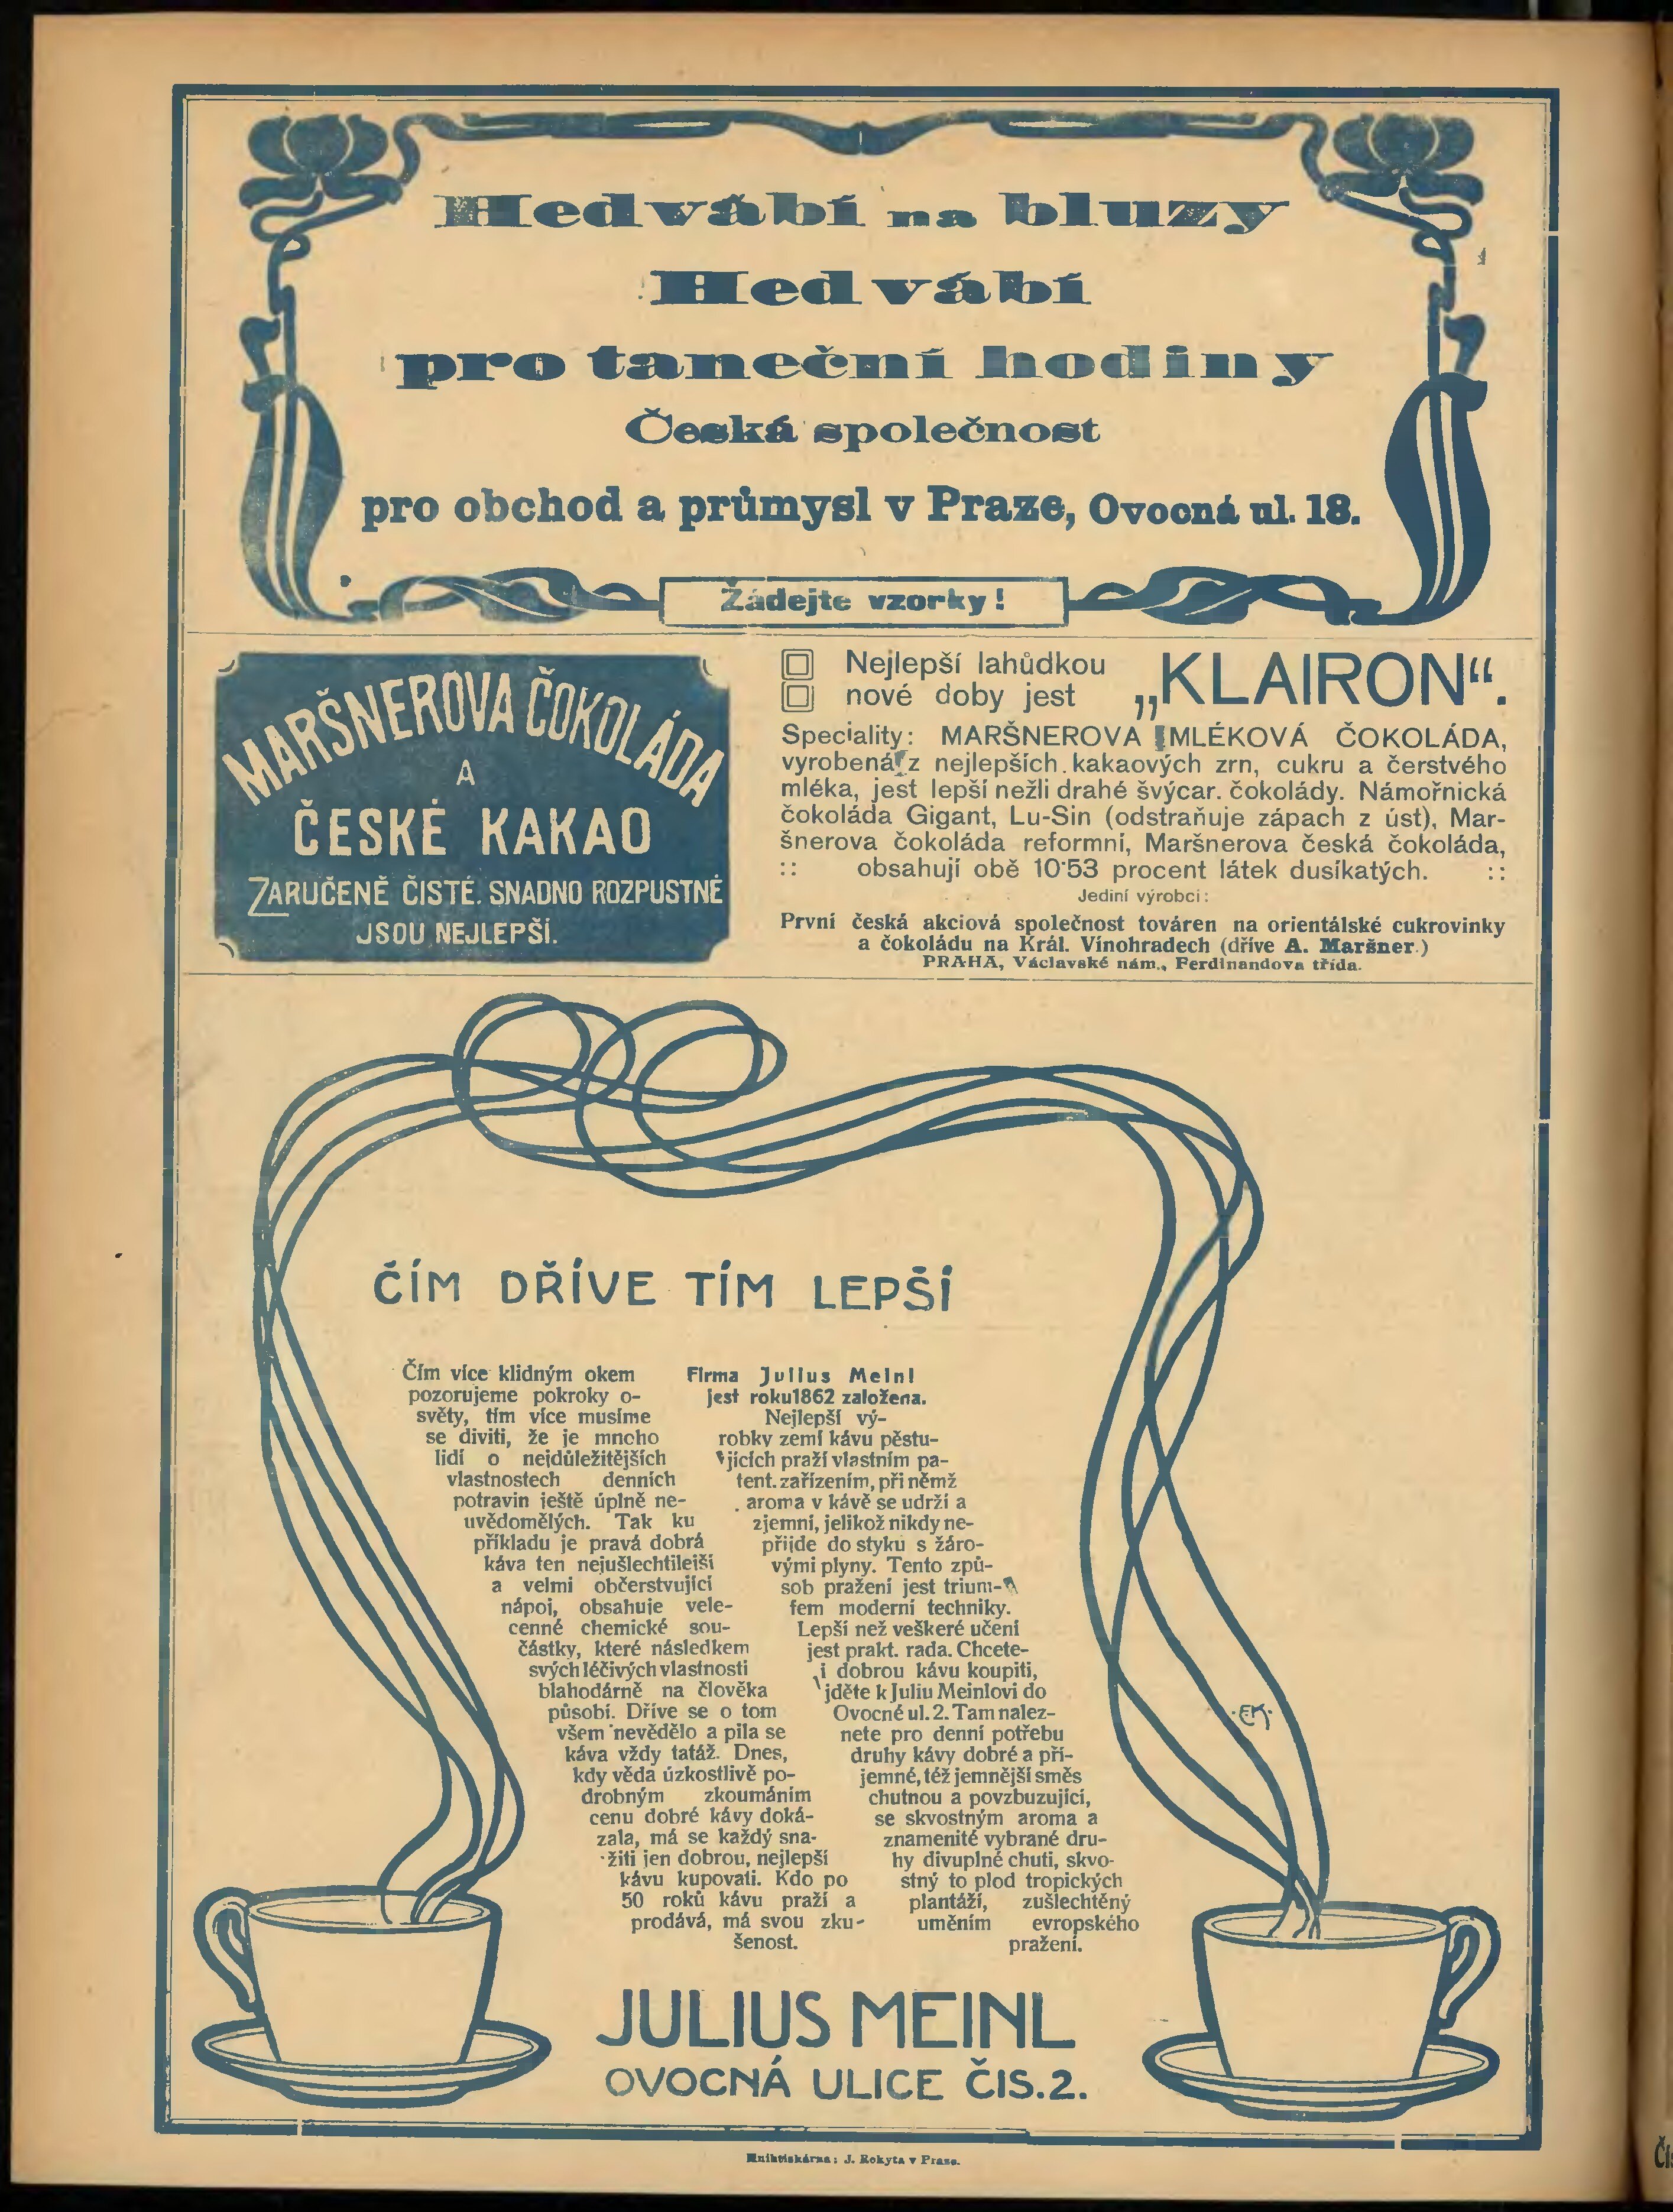 Hedvábí na bluzy
Hedvábí
pro taneční hodiny
Česká společnost
pro obchod a průmysl v Praze, Ovocná ul. 18.
Žádejte vzorky!
MARŠNEROVA ČOKOLÁDA
A
ČESKÉ KAKAO
ZARUČENĚ ČISTÉ. SNADNO ROZPUSTNÉ
JSOU NEJLEPŠÍ.
Nejlepší lahůdkou
nové doby jest „KLAIRON“.
Speciality: MARŠNEROVA MLÉKOVÁ ČOKOLÁDA,
vyrobená z nejlepších kakaových zrn, cukru a čerstvého
mléka, jest lepší nežli drahé švýcar. čokolády. Námořnická
čokoláda Gigant, Lu-Sin (odstraňuje zápach z úst), Mar-
šnerova čokoláda reformní, Maršnerova česká čokoláda,
:: obsahují obě 10·53 procent látek dusíkatých. ::
Jediní výrobci:
První česká akciová společnost továren na orientálské cukrovinky
a čokoládu na Král. Vinohradech (dříve A. Maršner.)
PRAHA, Václavské nám., Ferdinandova třída.
ČÍM DŘÍVE TÍM LEPŠÍ
Čím více klidným okem
pozorujeme pokroky o-
světy, tím více musíme
se diviti, že je mnoho
lidí o nejdůležitějších
vlastnostech denních
potravin ještě úplně ne-
uvědomělých. Tak ku
příkladu je pravá dobrá
káva ten nejušlechtilejší
a velmi občerstvující
nápoj, obsahuje vele-
cenné chemické sou-
částky, které následkem
svých léčivých vlastností
blahodárně na člověka
působí. Dříve se o tom
všem nevědělo a pila se
káva vždy tatáž. Dnes,
kdy věda úzkostlivě po-
drobným zkoumáním
cenu dobré kávy doká-
zala, má se každý sna-
žiti jen dobrou, nejlepší
kávu kupovati. Kdo po
50 roků kávu praží a
prodává, má svou zku-
šenost.
Firma Julius Meinl
jest roku 1862 založena.
Nejlepší vý-
robky zemí kávu pěstu-
jících praží vlastním pa-
tent. zařízením, při němž
aroma v kávě se udrží a
zjemní, jelikož nikdy ne-
přijde do styku s žáro-
vými plyny. Tento způ-
sob pražení jest trium-
fem moderní techniky.
Lepší než veškeré učení
jest prakt. rada. Chcete-
i dobrou kávu koupiti,
jděte k Juliu Meinlovi do
Ovocné ul. 2. Tam nalez-
nete pro denní potřebu
druhy kávy dobré a pří-
jemné, též jemnější směs
chutnou a povzbuzující,
se skvostným aroma a
znamenitě vybrané dru-
hy divuplné chuti, skvo-
stný to plod tropických
plantáží, zušlechtěný
uměním evropského
pražení.
EK
JULIUS MEINL
OVOCNÁ ULICE ČIS.2.
Knihtiskárna: J. Rokyta v Praze.